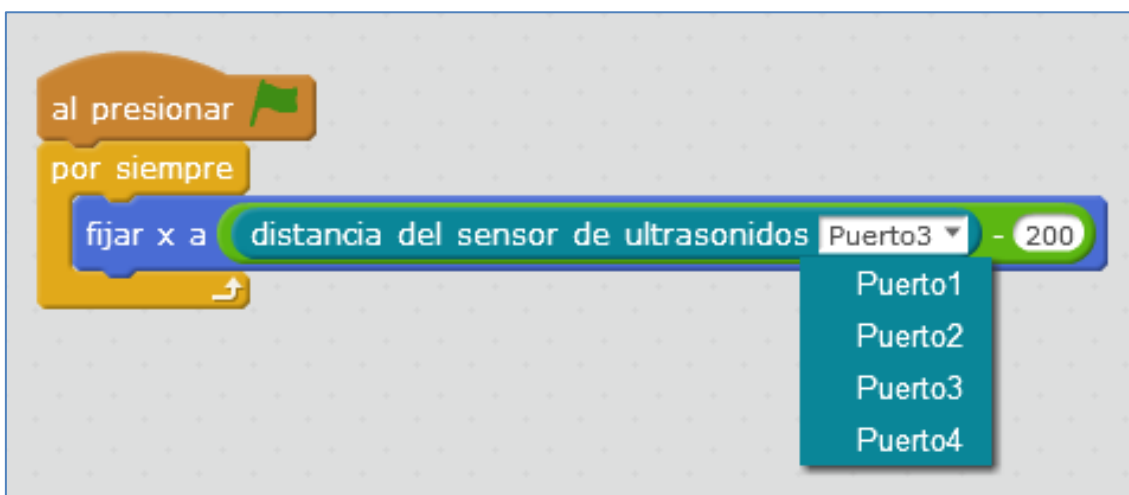 al presionar
por siempre
fijar x a distancia del sensor de ultrasonidos Puerto3 - 200
Puerto1
Puerto2
Puerto3
Puerto4